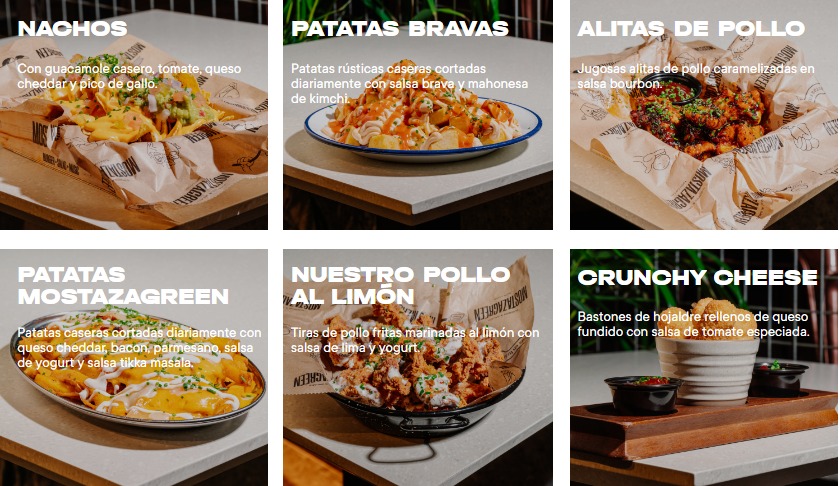 NACHOS
Con guacamole casero, tomate, queso
cheddar y pico de gallo.
PATATAS BRAVAS
Patatas rústicas caseras cortadas
diariamente con salsa brava y mahonesa
de kimchi.
ALITAS DE POLLO
Jugosas alitas de pollo caramelizadas en
salsa bourbon.
PATATAS
MOSTAZAGREEN
Patatas caseras cortadas diariamente con
queso cheddar, bacon, parmesano, salsa
de yogurt y salsa tikka masala.
NUESTRO POLLO
AL LIMÓN
Tiras de pollo fritas marinadas al limón con
salsa de lima y yogurt.
CRUNCHY CHEESE
Bastones de hojaldre rellenos de queso
fundido con salsa de tomate especiada.